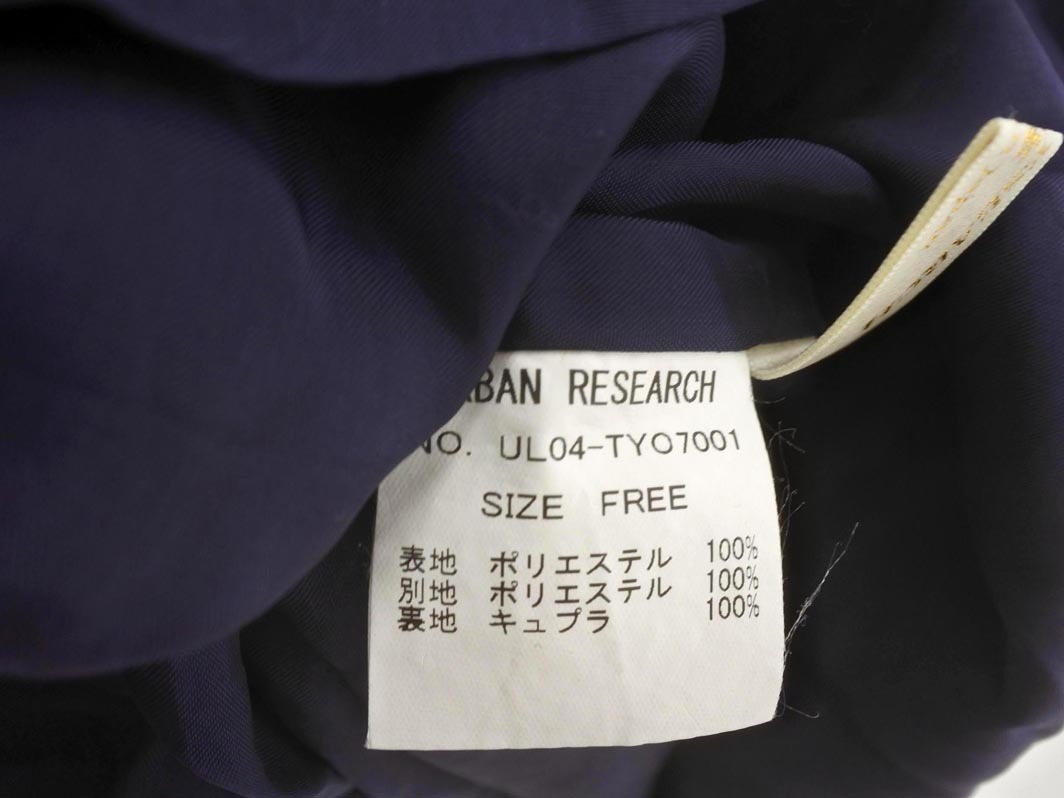 BAN RESEARCH
NO. UL04-TYO7001
SIZE FREE
表地 ポリエステル 100%
別地 ポリエステル 100%
裏地 キュプラ 100%